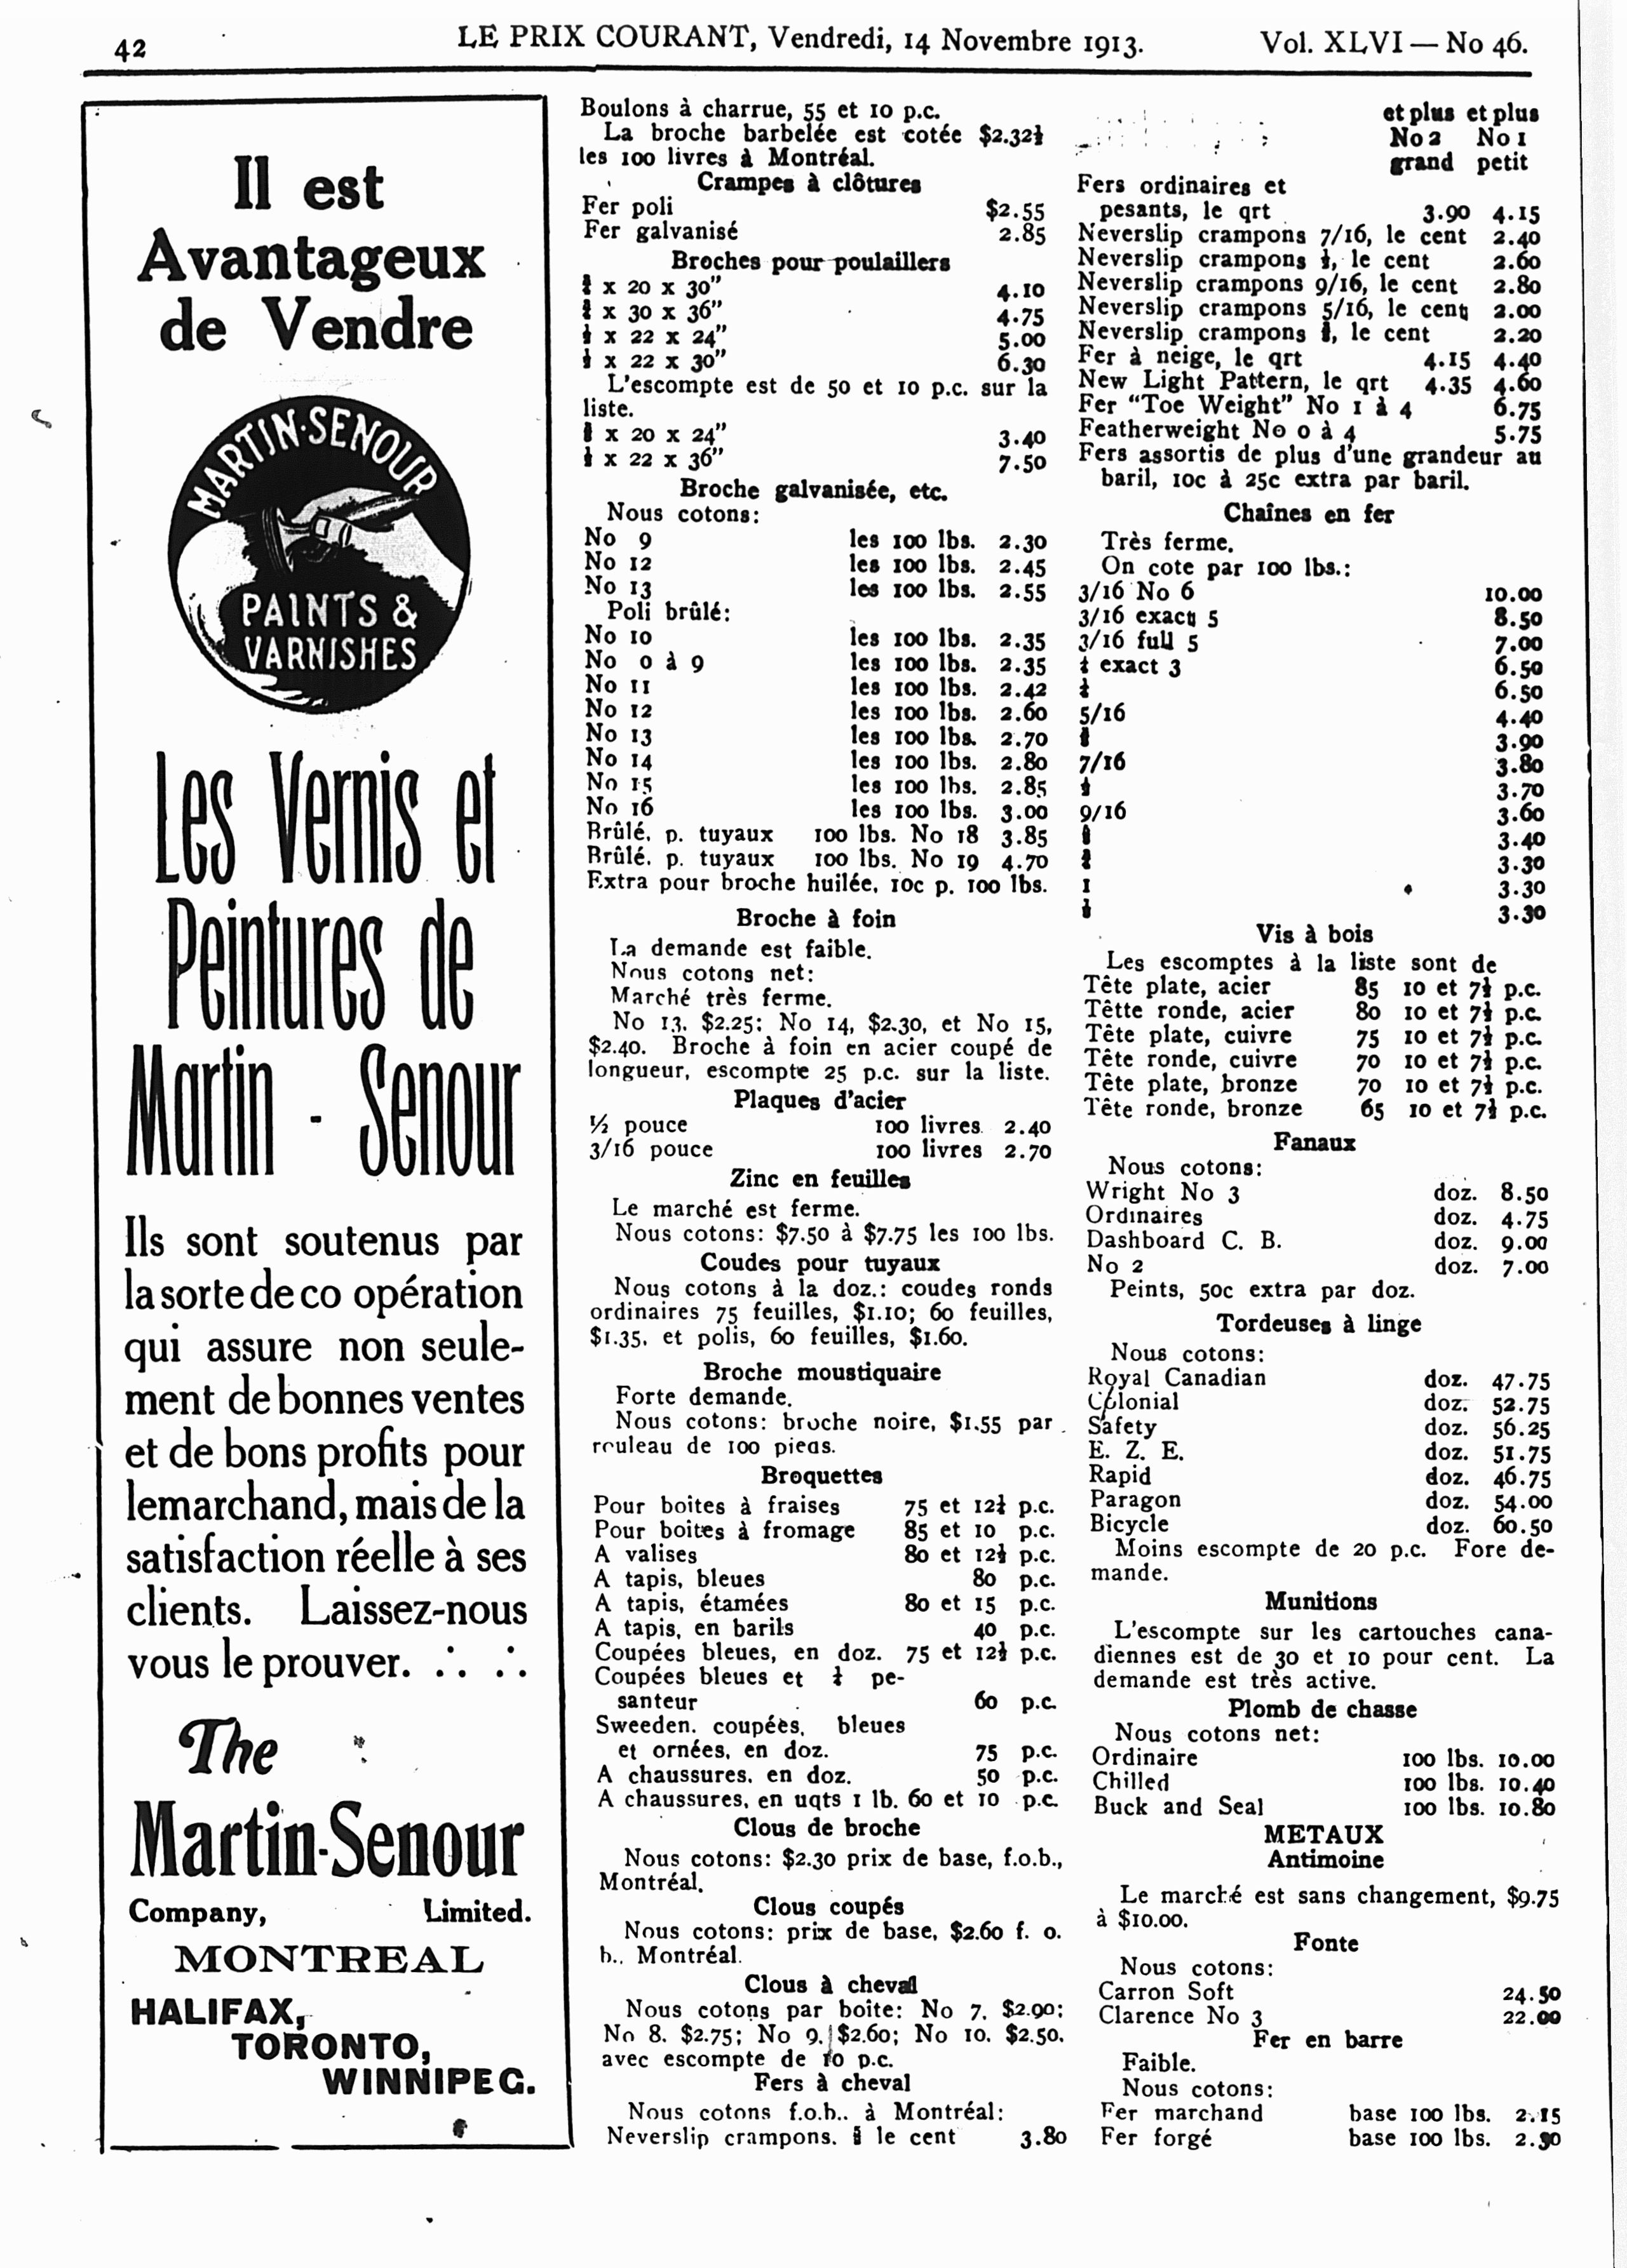 42
LE PRIX COURANT, Vendredi, 14 Novembre 1913.
Vol. XLVI — No 46.
Il est
Avantageux
de Vendre
MARTIN-SENOUR
PAINTS &
VARNISHES
Les Vernis et
Peintures de
Martin - Senour
Ils sont soutenus par
la sorte de co opération
qui assure non seule-
ment de bonnes ventes
et de bons profits pour
lemarchand, mais de la
satisfaction réelle à ses
clients. Laissez-nous
vous le prouver. ∴ ∴
The
Martin-Senour
Company, Limited.
MONTREAL
HALIFAX,
TORONTO,
WINNIPEG.
Boulons à charrue, 55 et 10 p.c.
La broche barbelée est cotée $2.32½
les 100 livres à Montréal.
Crampes à clôtures
Fer poli $2.55
Fer galvanisé 2.85
Broches pour poulaillers
x 20 x 30" 4.10
x 30 x 36" 4.75
x 22 x 24" 5.00
x 22 x 30" 6.30
L'escompte est de 50 et 10 p.c. sur la
liste.
x 20 x 24" 3.40
x 22 x 36" 7.50
Broche galvanisée, etc.
Nous cotons:
No 9 les 100 lbs. 2.30
No 12 les 100 lbs. 2.45
No 13 les 100 lbs. 2.55
Poli brûlé:
No 10 les 100 lbs. 2.35
No 0 à 9 les 100 lbs. 2.35
No 11 les 100 lbs. 2.42
No 12 les 100 lbs. 2.60
No 13 les 100 lbs. 2.70
No 14 les 100 lbs. 2.80
No 15 les 100 lbs. 2.85
No 16 les 100 lbs. 3.00
Brûlé. p. tuyaux 100 lbs. No 18 3.85
Brûlé. p. tuyaux 100 lbs. No 19 4.70
Extra pour broche huilée, 10c p. 100 lbs.
Broche à foin
La demande est faible.
Nous cotons net:
Marché très ferme.
No 13, $2.25; No 14, $2.30, et No 15,
$2.40. Broche à foin en acier coupé de
longueur, escompte 25 p.c. sur la liste.
Plaques d'acier
½ pouce 100 livres 2.40
3/16 pouce 100 livres 2.70
Zinc en feuilles
Le marché est ferme.
Nous cotons: $7.50 à $7.75 les 100 lbs.
Coudes pour tuyaux
Nous cotons à la doz.: coudes ronds
ordinaires 75 feuilles, $1.10; 60 feuilles,
$1.35, et polis, 60 feuilles, $1.60.
Broche moustiquaire
Forte demande.
Nous cotons: broche noire, $1.55 par
rouleau de 100 pieds.
Broquettes
Pour boîtes à fraises 75 et 12½ p.c.
Pour boîtes à fromage 85 et 10 p.c.
A valises 80 et 12½ p.c.
A tapis, bleues 80 p.c.
A tapis, étamées 80 et 15 p.c.
A tapis, en barils 40 p.c.
Coupées bleues, en doz. 75 et 12½ p.c.
Coupées bleues et pe-
santeur 60 p.c.
Sweeden, coupées, bleues
et ornées, en doz. 75 p.c.
A chaussures, en doz. 50 p.c.
A chaussures, en uqts 1 lb. 60 et 10 p.c.
Clous de broche
Nous cotons: $2.30 prix de base, f.o.b.,
Montréal.
Clous coupés
Nous cotons: prix de base, $2.60 f. o.
b., Montréal.
Clous à cheval
Nous cotons par boîte: No 7, $2.90;
No 8, $2.75; No 9, $2.60; No 10, $2.50,
avec escompte de 10 p.c.
Fers à cheval
Nous cotons f.o.b., à Montréal:
Neverslip crampons, le cent 3.80
et plus et plus
No 2 No 1
grand petit
Fers ordinaires et
pesants, le qrt 3.90 4.15
Neverslip crampons 7/16, le cent 2.40
Neverslip crampons ½, le cent 2.60
Neverslip crampons 9/16, le cent 2.80
Neverslip crampons 5/16, le cent 2.00
Neverslip crampons le cent 2.20
Fer à neige, le qrt 4.15 4.40
New Light Pattern, le qrt 4.35 4.60
Fer "Toe Weight" No 1 à 4 6.75
Featherweight No 0 à 4 5.75
Fers assortis de plus d'une grandeur au
baril, 10c à 25c extra par baril.
Chaînes en fer
Très ferme.
On cote par 100 lbs.:
3/16 No 6 10.00
3/16 exact 5 8.50
3/16 full 5 7.00
¼ exact 3 6.50
¼ 6.50
5/16 4.40
3.90
7/16 3.80
3.70
9/16 3.60
3.40
3.30
1 3.30
3.30
Vis à bois
Les escomptes à la liste sont de
Tête plate, acier 85 10 et 7½ p.c.
Tètte ronde, acier 80 10 et 7½ p.c.
Tête plate, cuivre 75 10 et 7½ p.c.
Tête ronde, cuivre 70 10 et 7½ p.c.
Tête plate, bronze 70 10 et 7½ p.c.
Tête ronde, bronze 65 10 et 7½ p.c.
Fanaux
Nous cotons:
Wright No 3 doz. 8.50
Ordinaires doz. 4.75
Dashboard C. B. doz. 9.00
No 2 doz. 7.00
Peints, 50c extra par doz.
Tordeuses à linge
Nous cotons:
Royal Canadian doz. 47.75
Colonial doz. 52.75
Safety doz. 56.25
E. Z. E. doz. 51.75
Rapid doz. 46.75
Paragon doz. 54.00
Bicycle doz. 60.50
Moins escompte de 20 p.c. Fore de-
mande.
Munitions
L'escompte sur les cartouches cana-
diennes est de 30 et 10 pour cent. La
demande est très active.
Plomb de chasse
Nous cotons net:
Ordinaire 100 lbs. 10.00
Chilled 100 lbs. 10.40
Buck and Seal 100 lbs. 10.80
METAUX
Antimoine
Le marché est sans changement, $9.75
à $10.00.
Fonte
Nous cotons:
Carron Soft 24.50
Clarence No 3 22.00
Fer en barre
Faible.
Nous cotons:
Fer marchand base 100 lbs. 2.15
Fer forgé base 100 lbs. 2.30